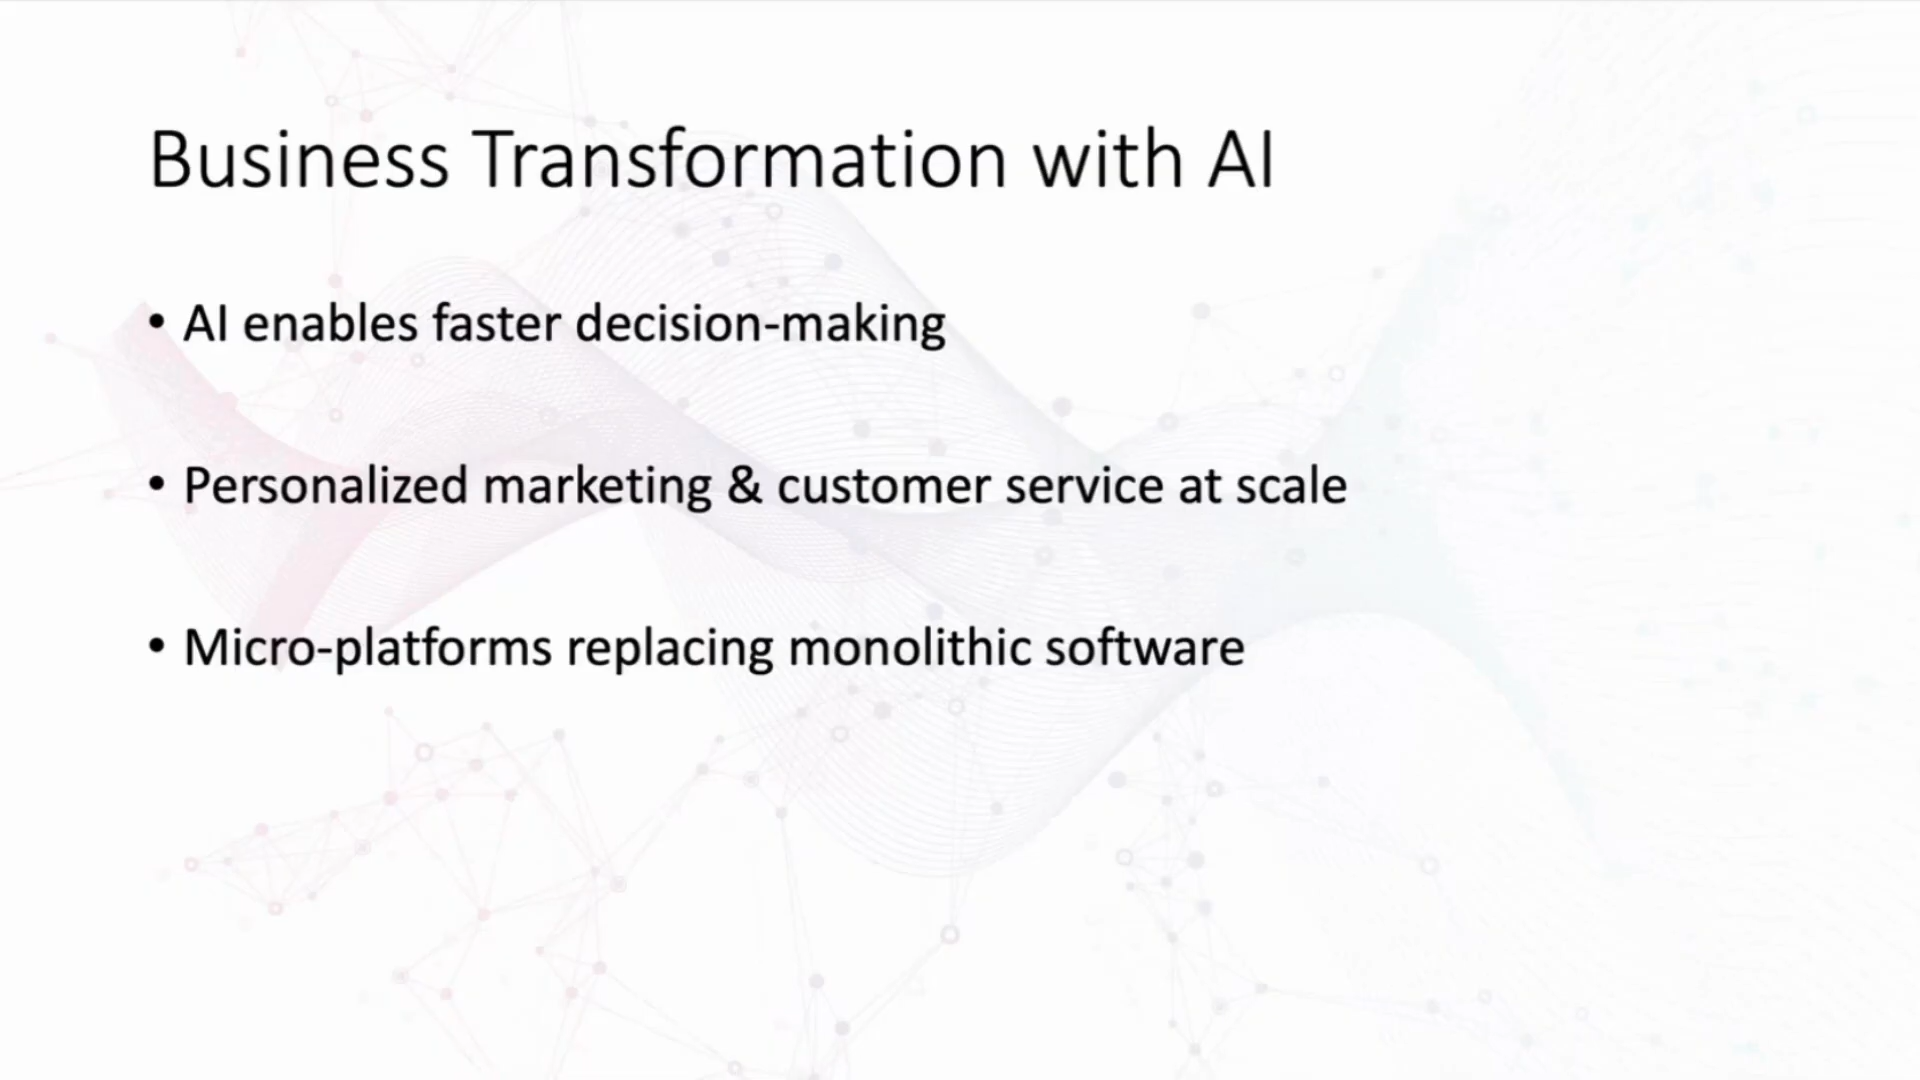 Business Transformation with AI
• AI enables faster decision-making
• Personalized marketing & customer service at scale
• Micro-platforms replacing monolithic software